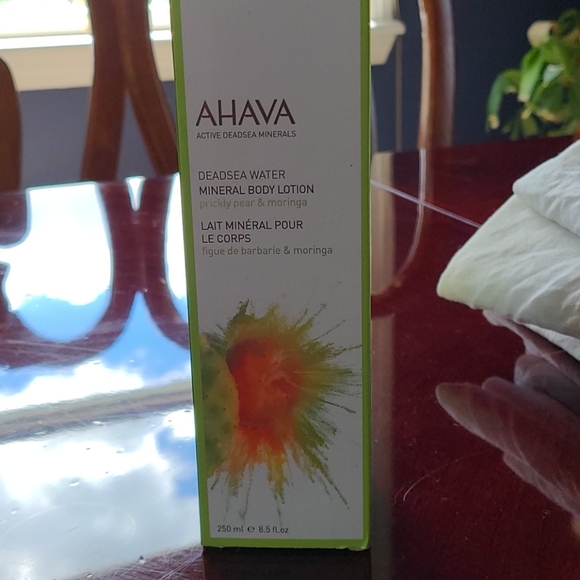 AHAVA
ACTIVE DEADSEA MINERALS
DEADSEA WATER
MINERAL BODY LOTION
prickly pear & moringa
LAIT MINÉRAL POUR
LE CORPS
figue de barbarie & moringa
250 ml ℮ 8.5 fl.oz